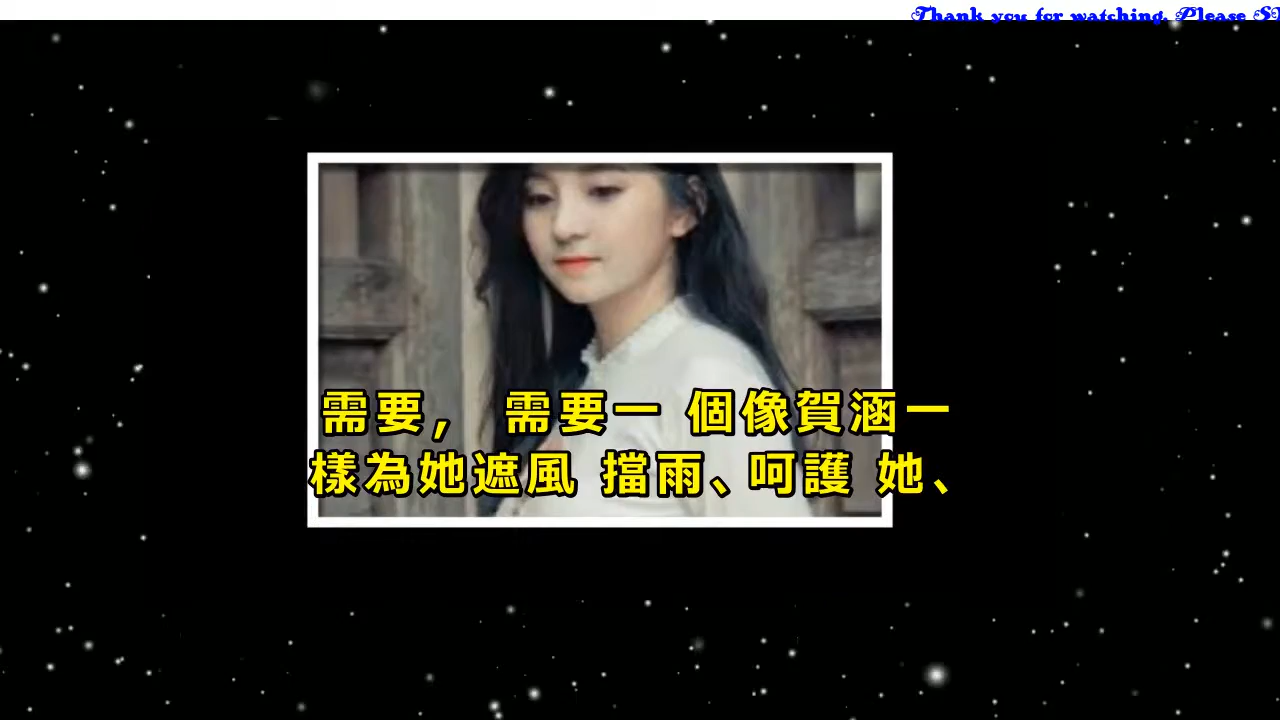 Thank you for watching. Please
需要， 需要一 個像賀涵一
樣為她遮風 擋雨、呵護 她、